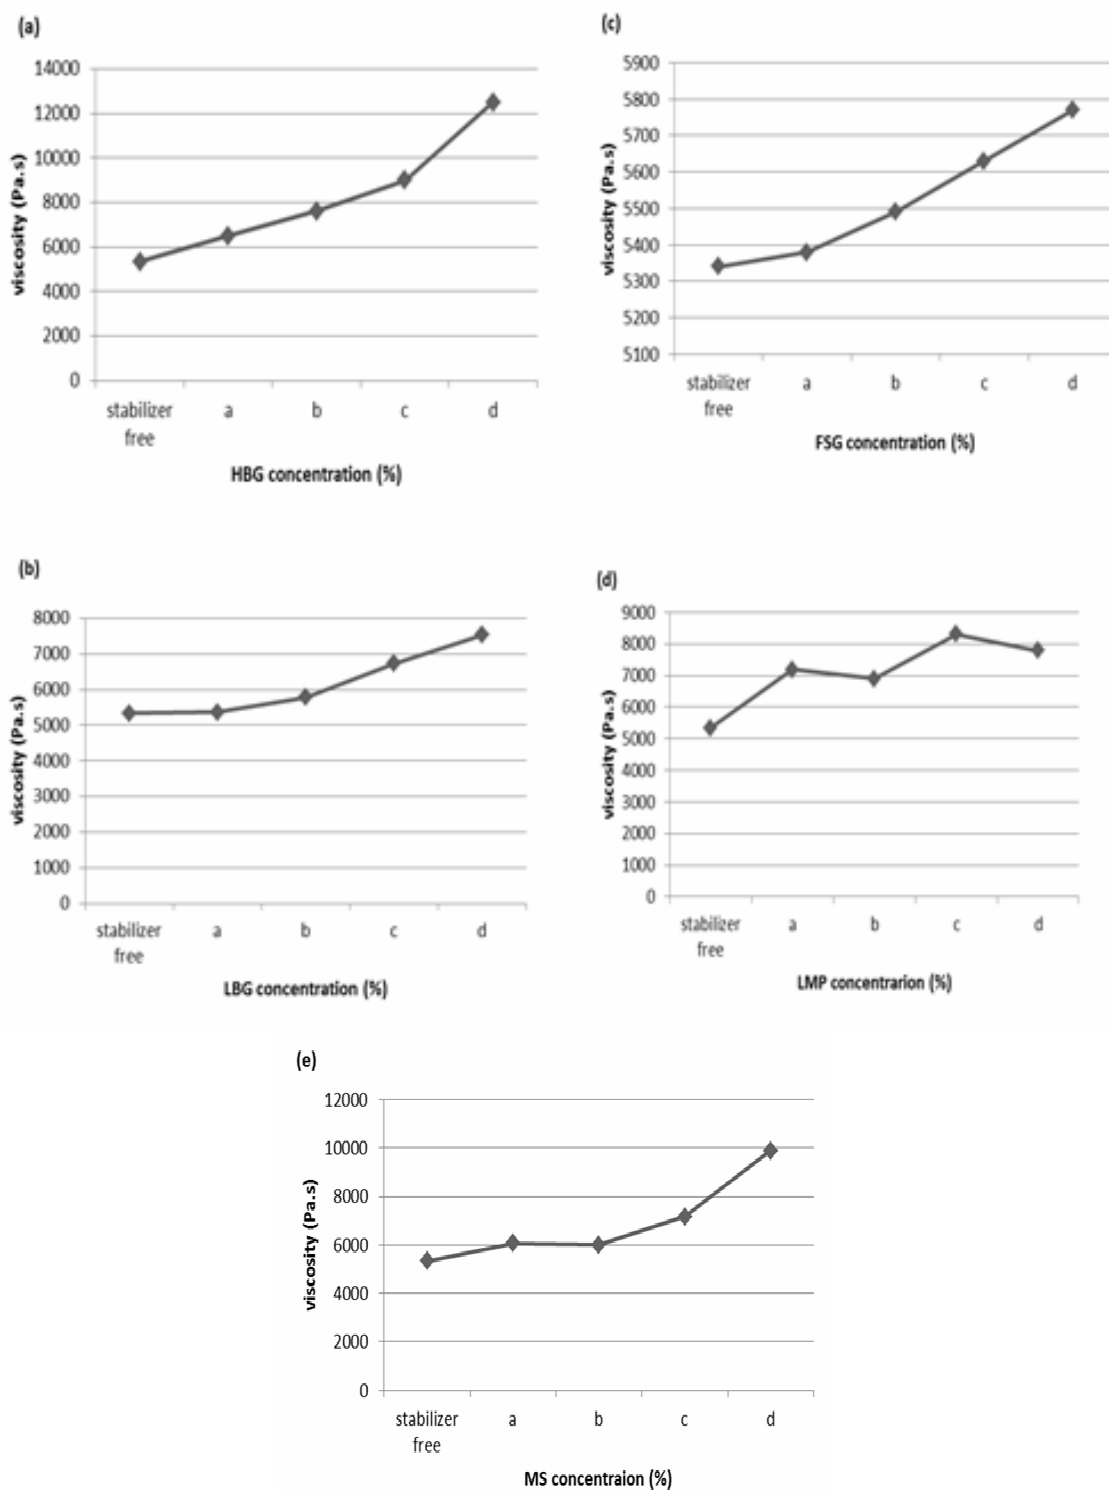 (a)
14000
12000
10000
8000
6000
4000
2000
0
viscosity (Pa.s)
stabilizer free
a
b
c
d
HBG concentration (%)
(c)
5900
5800
5700
5600
5500
5400
5300
5200
5100
viscosity (Pa.s)
stabilizer free
a
b
c
d
FSG concentration (%)
(b)
8000
7000
6000
5000
4000
3000
2000
1000
0
viscosity (Pa.s)
stabilizer free
a
b
c
d
LBG concentration (%)
(d)
9000
8000
7000
6000
5000
4000
3000
2000
1000
0
viscosity (Pa.s)
stabilizer free
a
b
c
d
LMP concentrarion (%)
(e)
12000
10000
8000
6000
4000
2000
0
viscosity (Pa.s)
stabilizer free
a
b
c
d
MS concentraion (%)